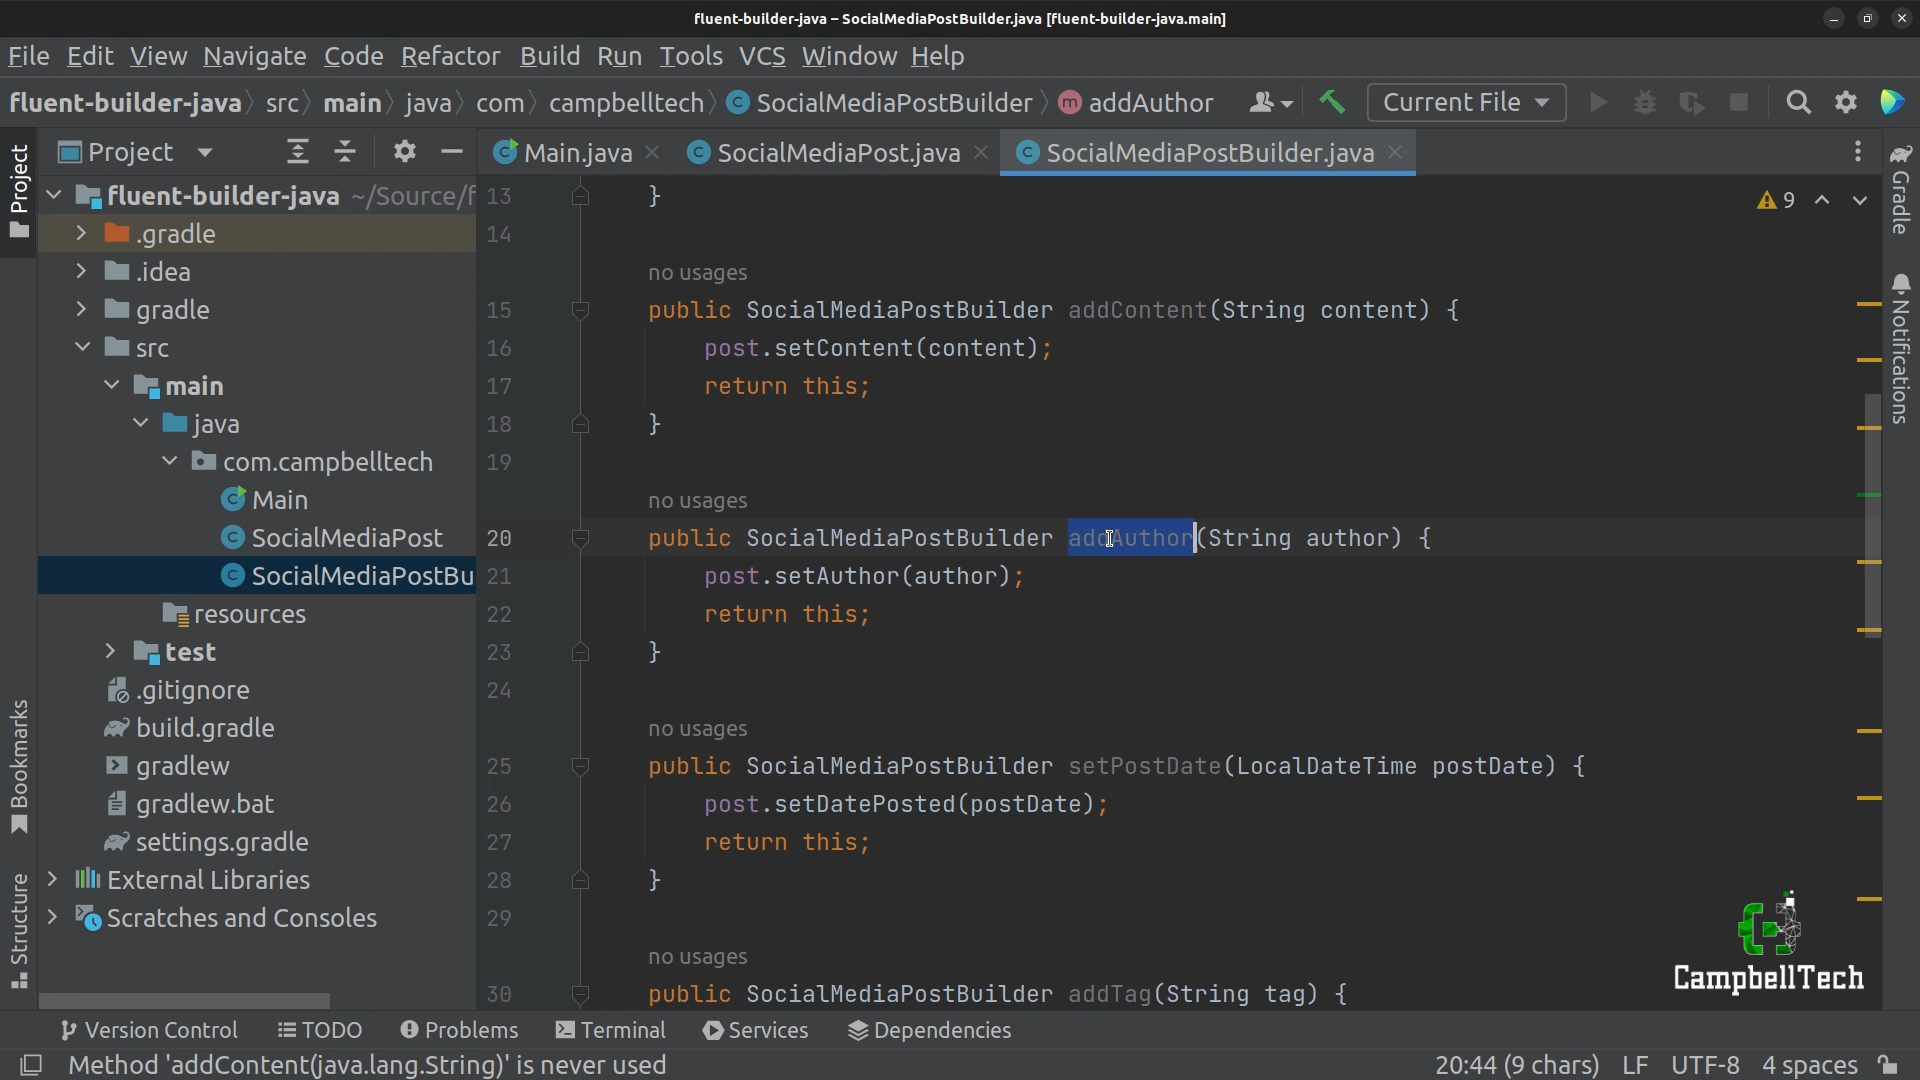 fluent-builder-java – SocialMediaPostBuilder.java [fluent-builder-java.main]
File Edit View Navigate Code Refactor Build Run Tools VCS Window Help
fluent-builder-java src main java com campbelltech SocialMediaPostBuilder addAuthor Current File
Project
Main.java SocialMediaPost.java SocialMediaPostBuilder.java
Project
Bookmarks
Structure
fluent-builder-java ~/Source/f
.gradle
.idea
gradle
src
main
java
com.campbelltech
Main
SocialMediaPost
SocialMediaPostBu
resources
test
.gitignore
build.gradle
gradlew
gradlew.bat
settings.gradle
External Libraries
Scratches and Consoles
13 }
14
no usages
15 public SocialMediaPostBuilder addContent(String content) {
16 post.setContent(content);
17 return this;
18 }
19
no usages
20 public SocialMediaPostBuilder addAuthor(String author) {
21 post.setAuthor(author);
22 return this;
23 }
24
no usages
25 public SocialMediaPostBuilder setPostDate(LocalDateTime postDate) {
26 post.setDatePosted(postDate);
27 return this;
28 }
29
no usages
30 public SocialMediaPostBuilder addTag(String tag) {
9
Gradle
Notifications
CampbellTech
Version Control TODO Problems Terminal Services Dependencies
Method 'addContent(java.lang.String)' is never used
20:44 (9 chars) LF UTF-8 4 spaces